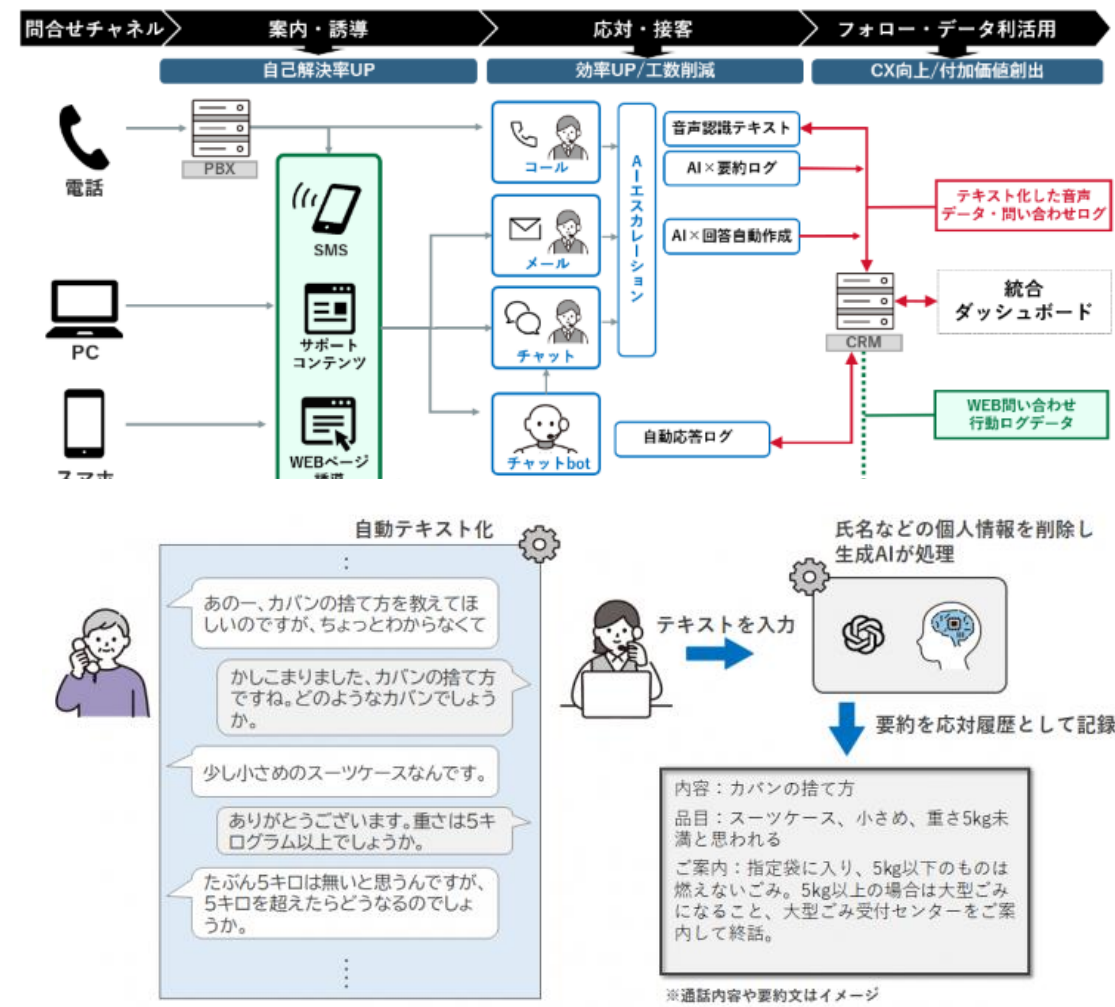 問合せチャネル
案内・誘導
応対・接客
フォロー・データ利活用
自己解決率UP
効率UP/工数削減
CX向上/付加価値創出
電話
PBX
SMS
サポート
コンテンツ
WEBページ
誘導
PC
スマホ
コール
メール
チャット
チャットbot
AIエスカレーション
音声認識テキスト
AI×要約ログ
AI×回答自動作成
自動応答ログ
テキスト化した音声
データ・問い合わせログ
CRM
統合
ダッシュボード
WEB問い合わせ
行動ログデータ
自動テキスト化
:
あの一、カバンの捨て方を教えてほ
しいのですが、ちょっとわからなくて
かしこまりました、カバンの捨て方
ですね。どのようなカバンでしょう
か。
少し小さめのスーツケースなんです。
ありがとうございます。重さは5キ
ログラム以上でしょうか。
たぶん5キロは無いと思うんですが、
5キロを超えたらどうなるのでしょ
うか。
⋮
テキストを入力
氏名などの個人情報を削除し
生成AIが処理
要約を応対履歴として記録
内容：カバンの捨て方
品目：スーツケース、小さめ、重さ5kg未
満と思われる
ご案内：指定袋に入り、5kg以下のものは
燃えないごみ。5kg以上の場合は大型ごみ
になること、大型ごみ受付センターをご案
内して終話。
※通話内容や要約文はイメージ